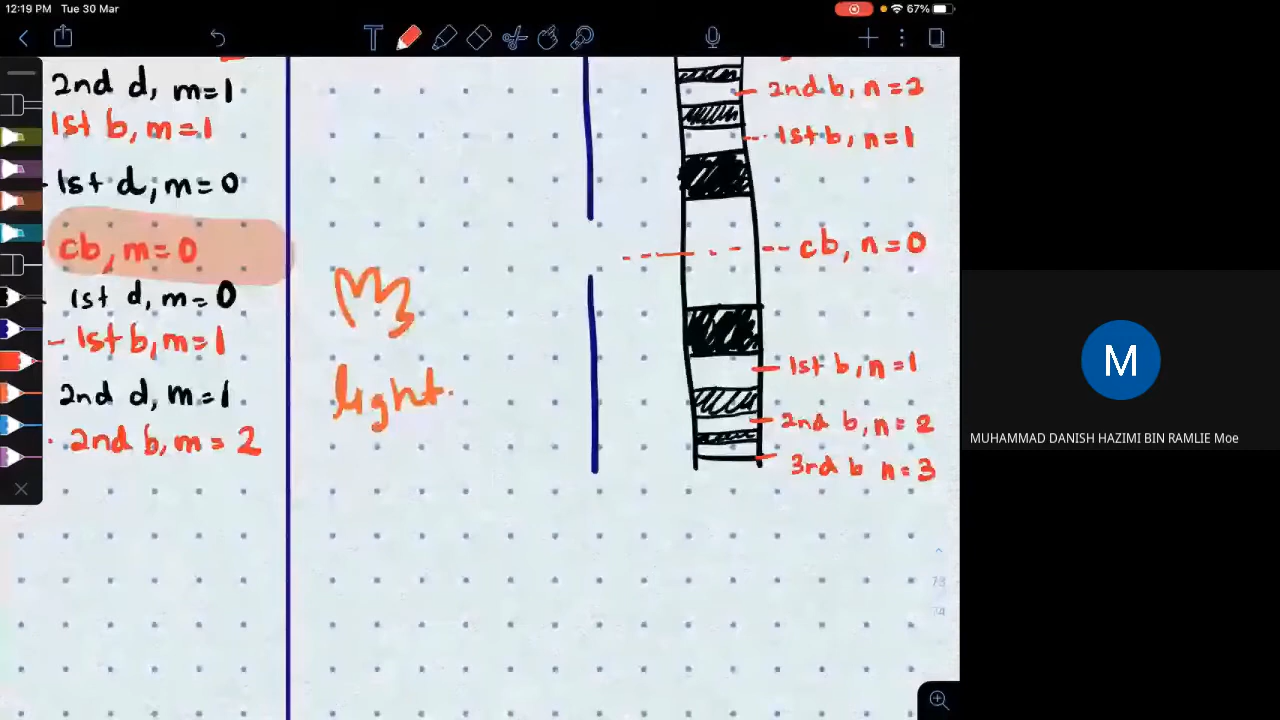 12:19 PM Tue 30 Mar
67%
T
2nd d, m=1
1st b, m=1
1st d, m=0
cb, m=0
1st d, m=0
1st b, m=1
2nd d, m=1
2nd b, m=2
light.
2nd b, n=2
1st b, n=1
cb, n=0
1st b, n=1
2nd b, n=2
3rd b n=3
M
MUHAMMAD DANISH HAZIMI BIN RAMLIE Moe